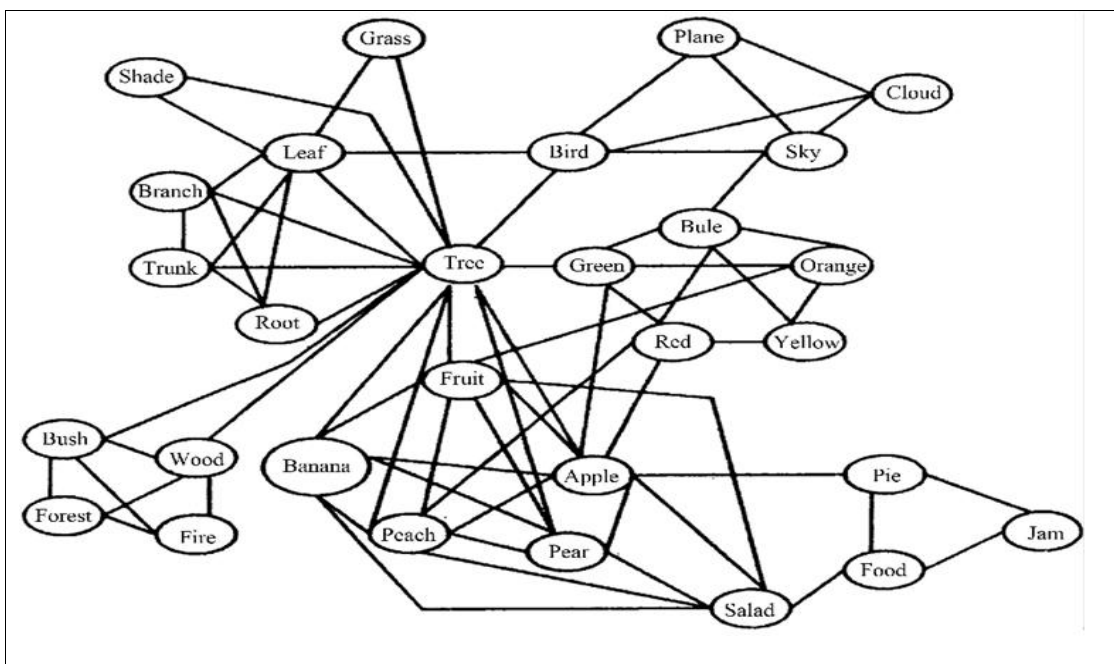 Grass
Plane
Shade
Cloud
Leaf
Bird
Sky
Branch
Bule
Trunk
Tree
Green
Orange
Root
Red
Yellow
Fruit
Bush
Wood
Banana
Apple
Pie
Forest
Fire
Peach
Pear
Jam
Food
Salad